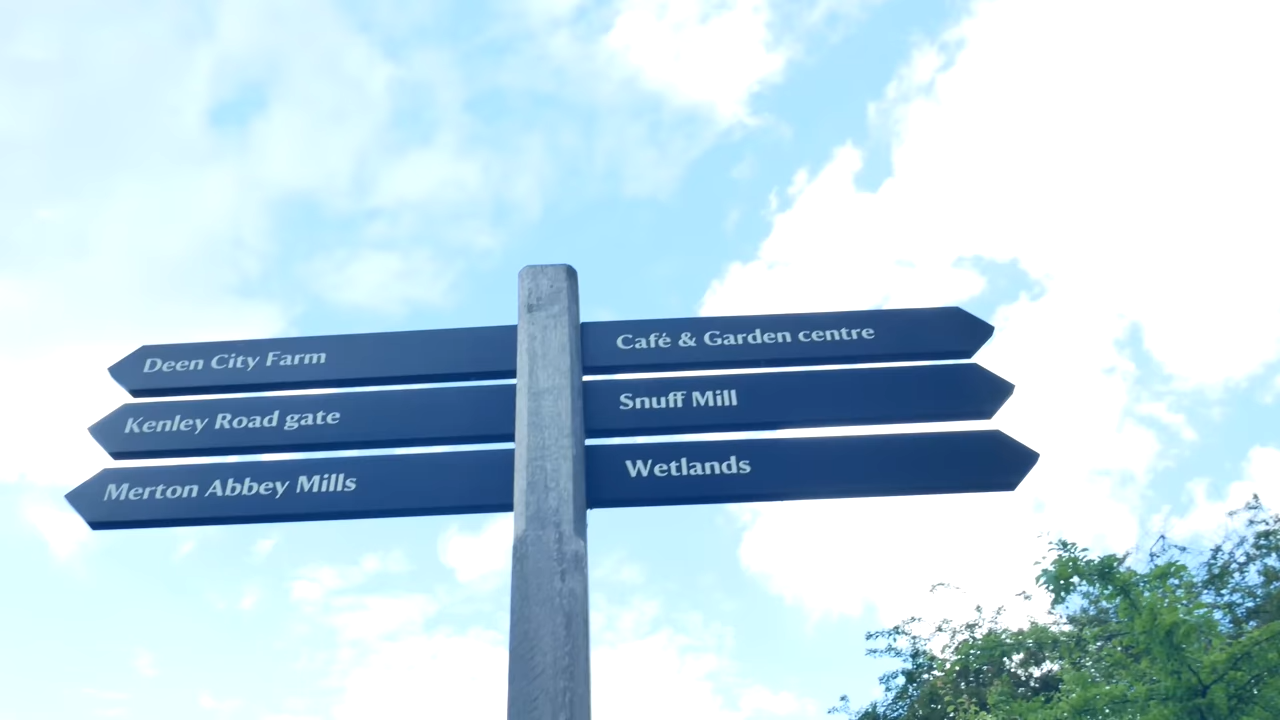 Deen City Farm
Kenley Road gate
Merton Abbey Mills
Café & Garden centre
Snuff Mill
Wetlands